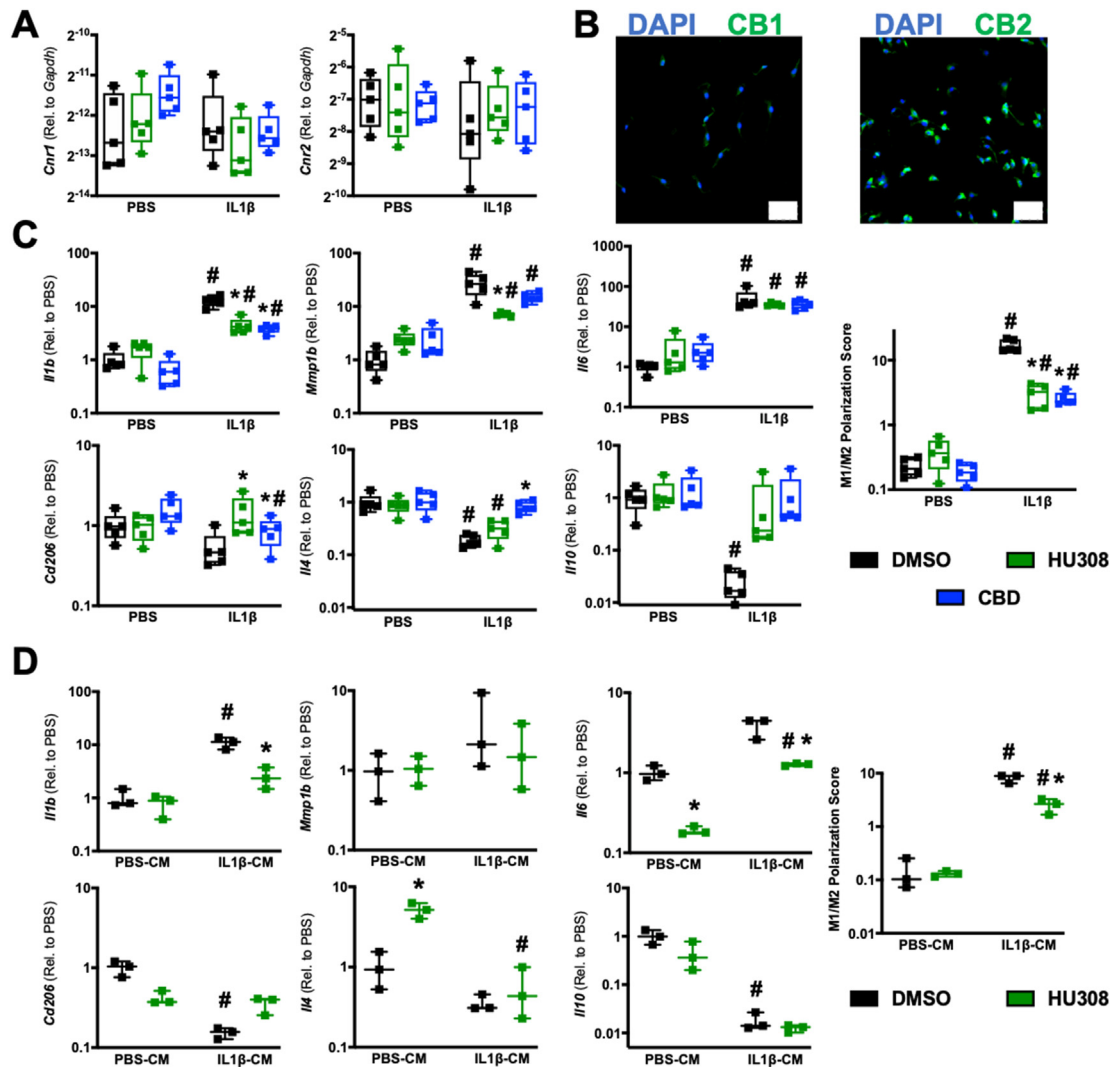 A
2-10
2-11
2-12
2-13
2-14
Cnr1 (Rel. to Gapdh)
PBS
IL1β
2-5
2-6
2-7
2-8
2-9
2-10
Cnr2 (Rel. to Gapdh)
PBS
IL1β
B
DAPI CB1
DAPI CB2
C
100
10
1
0.1
Il1b (Rel. to PBS)
#
*#
*#
PBS
IL1β
100
10
1
0.1
Mmp1b (Rel. to PBS)
#
*#
#
PBS
IL1β
1000
100
10
1
0.1
Il6 (Rel. to PBS)
#
#
#
PBS
IL1β
10
1
0.1
M1/M2 Polarization Score
#
*#
*#
PBS
IL1β
10
1
0.1
Cd206 (Rel. to PBS)
*
*#
PBS
IL1β
10
1
0.1
0.01
Il4 (Rel. to PBS)
#
#
*
PBS
IL1β
10
1
0.1
0.01
Il10 (Rel. to PBS)
#
PBS
IL1β
DMSO
HU308
CBD
D
100
10
1
0.1
Il1b (Rel. to PBS)
#
*
PBS-CM
IL1β-CM
10
1
0.1
Mmp1b (Rel. to PBS)
PBS-CM
IL1β-CM
10
1
0.1
Il6 (Rel. to PBS)
*
#*
PBS-CM
IL1β-CM
10
1
0.1
0.01
M1/M2 Polarization Score
#
#*
PBS-CM
IL1β-CM
10
1
0.1
Cd206 (Rel. to PBS)
#
PBS-CM
IL1β-CM
10
1
0.1
Il4 (Rel. to PBS)
*
#
PBS-CM
IL1β-CM
10
1
0.1
0.01
Il10 (Rel. to PBS)
#
PBS-CM
IL1β-CM
DMSO
HU308